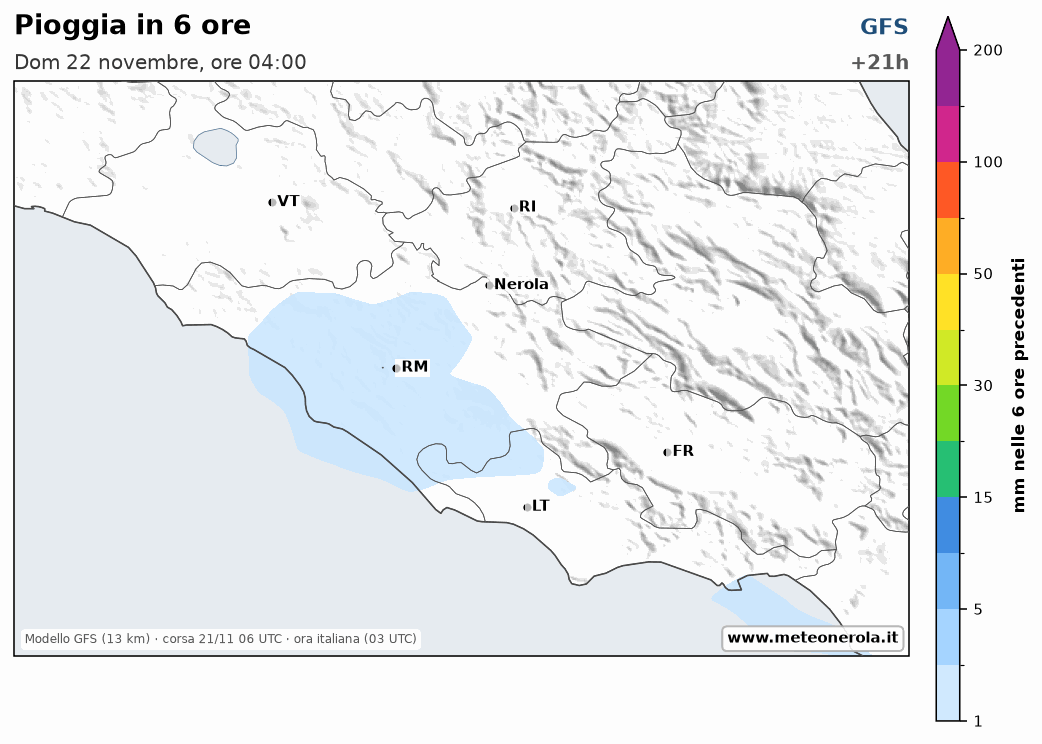 Pioggia in 6 ore
GFS
Dom 22 novembre, ore 04:00
+21h
VT
RI
Nerola
RM
FR
LT
Modello GFS (13 km) · corsa 21/11 06 UTC · ora italiana (03 UTC)
www.meteonerola.it
200
100
50
30
15
5
1
mm nelle 6 ore precedenti